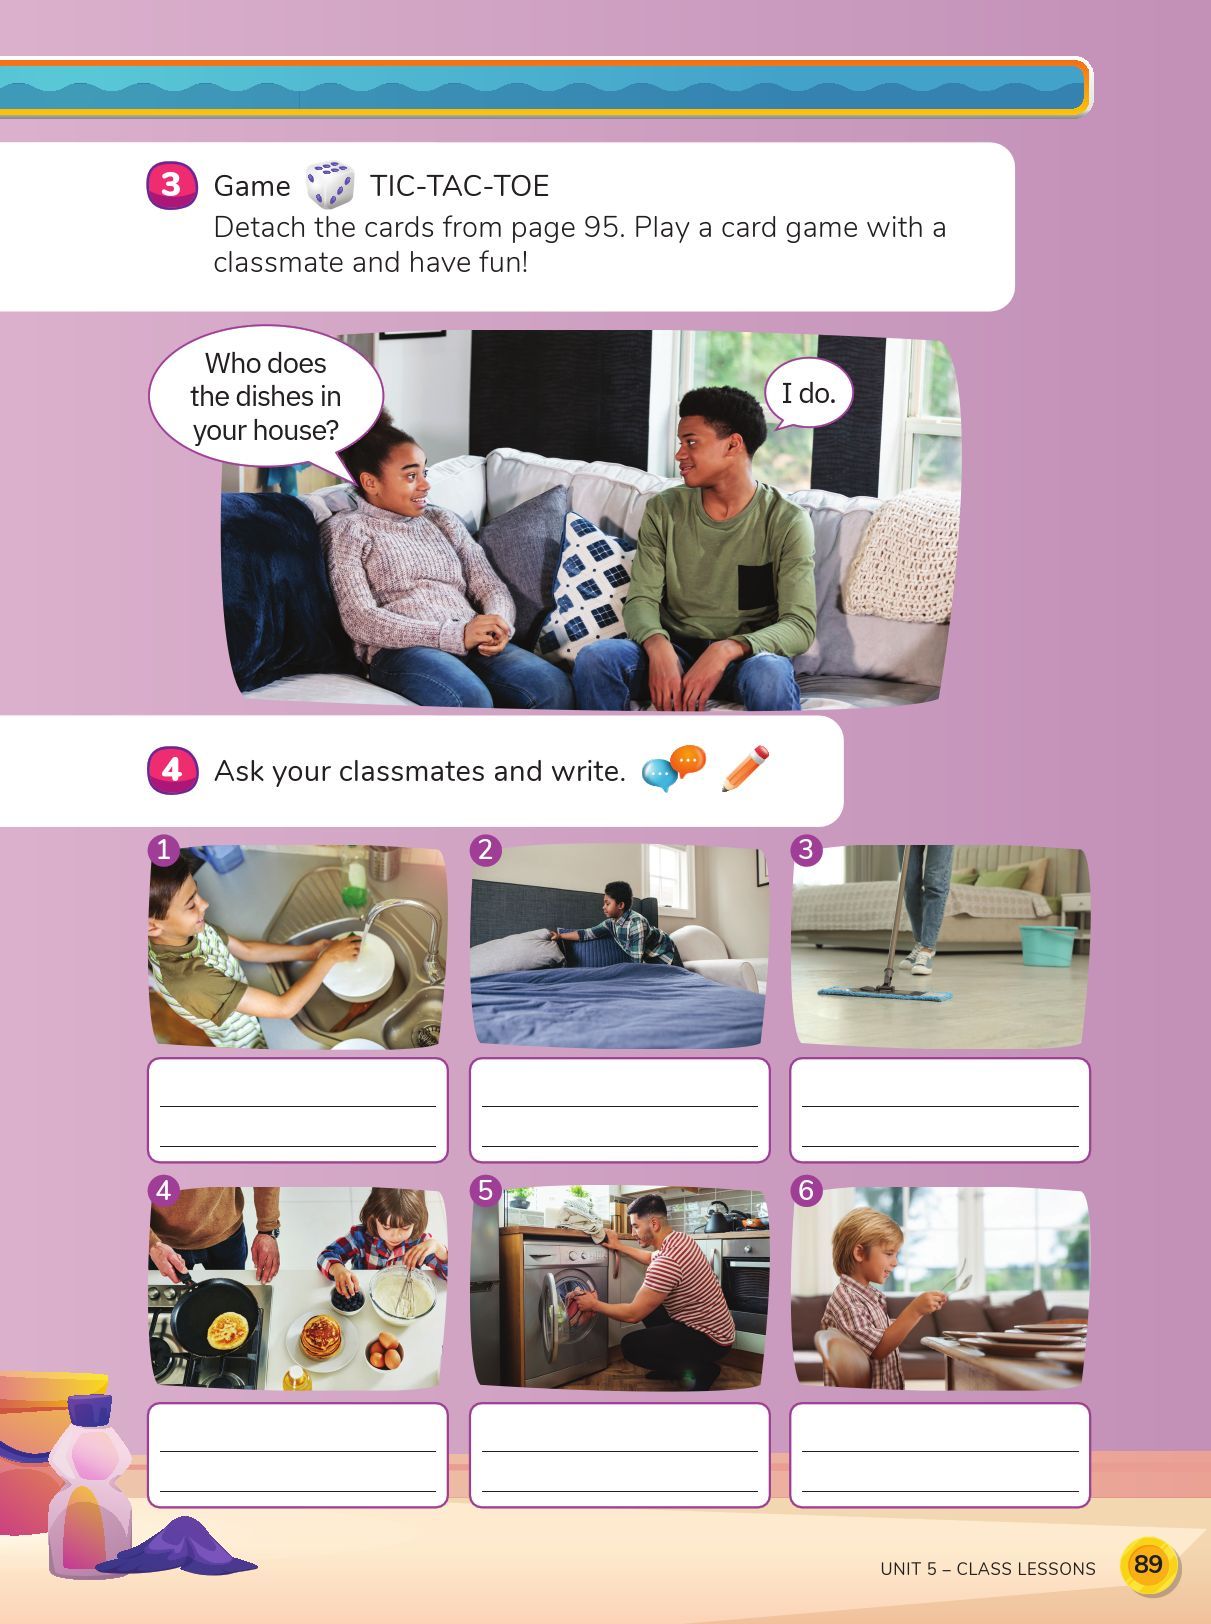 3 Game TIC-TAC-TOE
Detach the cards from page 95. Play a card game with a
classmate and have fun!
Who does
the dishes in
your house?
I do.
4 Ask your classmates and write.
1
2
3
4
5
6
UNIT 5 – CLASS LESSONS 89